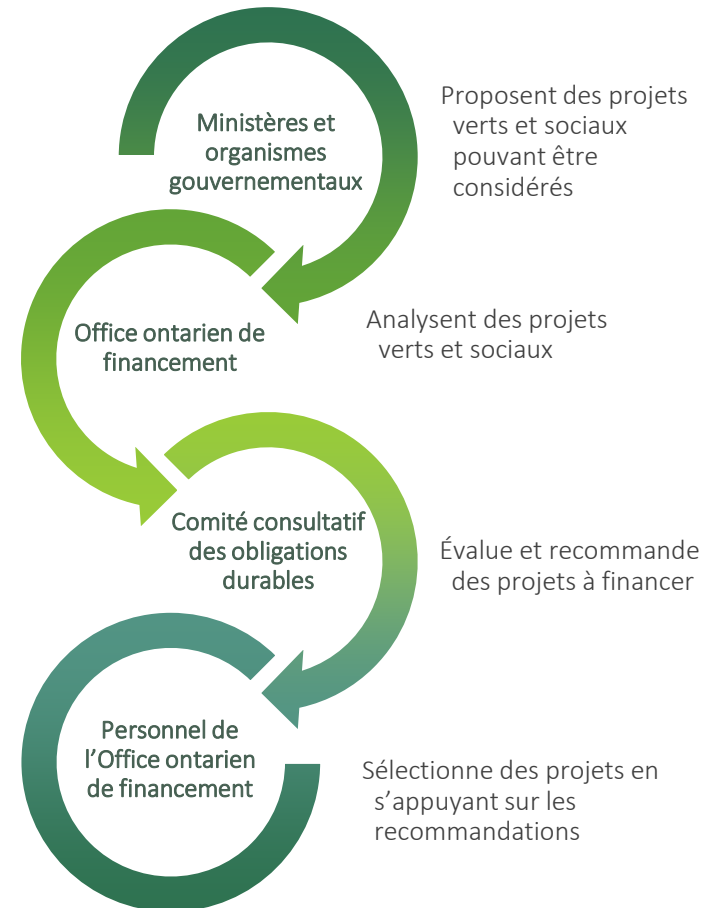 Ministères et
organismes
gouvernementaux
Proposent des projets
verts et sociaux
pouvant être
considérés
Office ontarien de
financement
Analysent des projets
verts et sociaux
Comité consultatif
des obligations
durables
Évalue et recommande
des projets à financer
Personnel de
l’Office ontarien
de financement
Sélectionne des projets en
s’appuyant sur les
recommandations